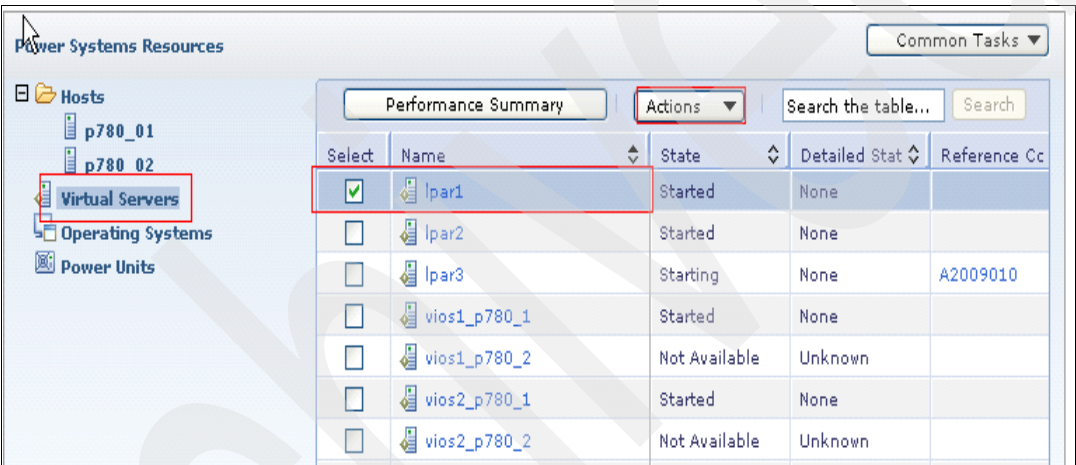 Power Systems Resources
Common Tasks
Hosts
p780_01
p780_02
Virtual Servers
Operating Systems
Power Units
Performance Summary
Actions
Search the table...
Search
Select Name State Detailed Stat Reference Cc
lpar1 Started None
lpar2 Started None
lpar3 Starting None A2009010
vios1_p780_1 Started None
vios1_p780_2 Not Available Unknown
vios2_p780_1 Started None
vios2_p780_2 Not Available Unknown